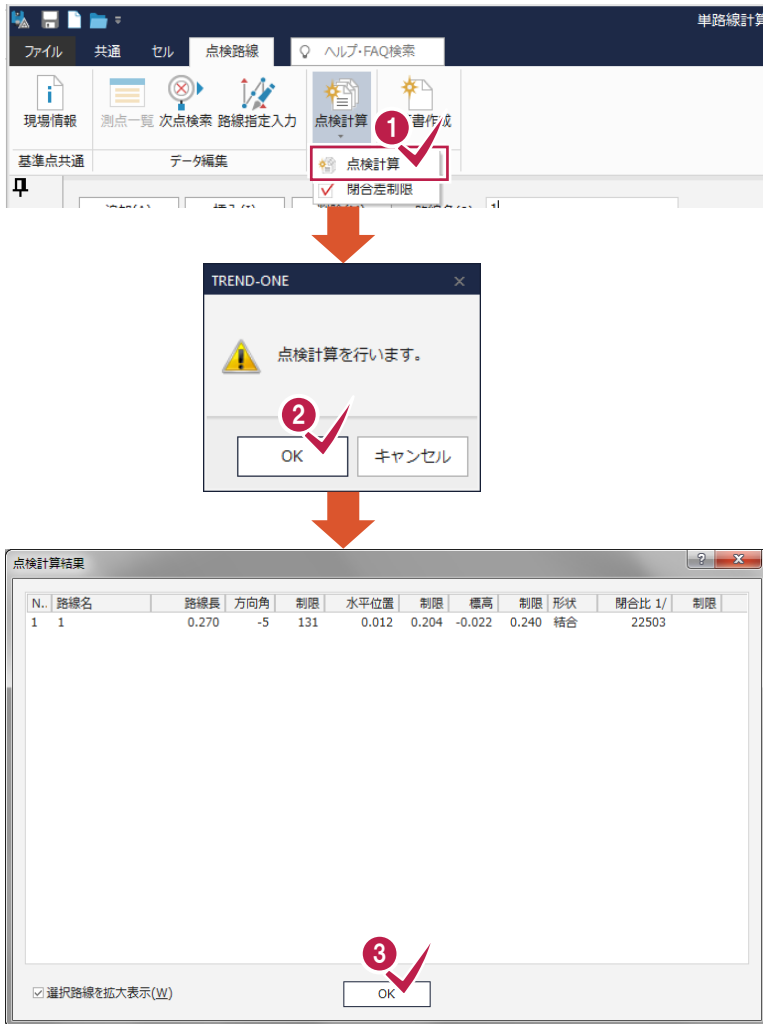 単路線計算
ファイル 共通 セル 点検路線 ヘルプ・FAQ検索
現場情報 測点一覧 次点検索 路線指定入力 点検計算 書作成
1
基準点共通 データ編集
点検計算
閉合差制限
1
TREND-ONE
点検計算を行います。
2
OK キャンセル
点検計算結果
N.. 路線名 路線長 方向角 制限 水平位置 制限 標高 制限 形状 閉合比 1/ 制限
1 1 0.270 -5 131 0.012 0.204 -0.022 0.240 結合 22503
3
選択路線を拡大表示(W) OK